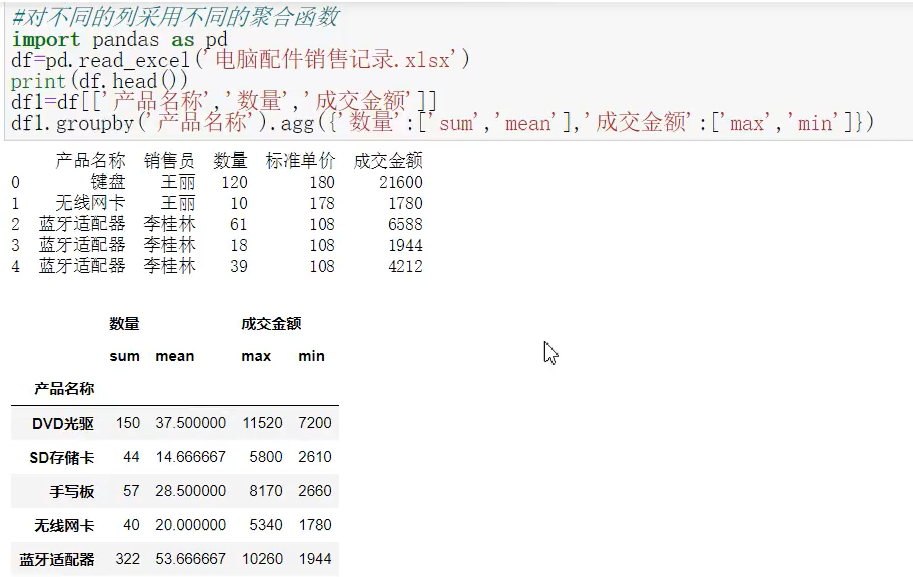 #对不同的列采用不同的聚合函数
import pandas as pd
df=pd.read_excel('电脑配件销售记录.xlsx')
print(df.head())
df1=df[['产品名称','数量','成交金额']]
df1.groupby('产品名称').agg({'数量':['sum','mean'],'成交金额':['max','min']})
产品名称 销售员 数量 标准单价 成交金额
0 键盘 王丽 120 180 21600
1 无线网卡 王丽 10 178 1780
2 蓝牙适配器 李桂林 61 108 6588
3 蓝牙适配器 李桂林 18 108 1944
4 蓝牙适配器 李桂林 39 108 4212
数量 成交金额
sum mean max min
产品名称
DVD光驱 150 37.500000 11520 7200
SD存储卡 44 14.666667 5800 2610
手写板 57 28.500000 8170 2660
无线网卡 40 20.000000 5340 1780
蓝牙适配器 322 53.666667 10260 1944